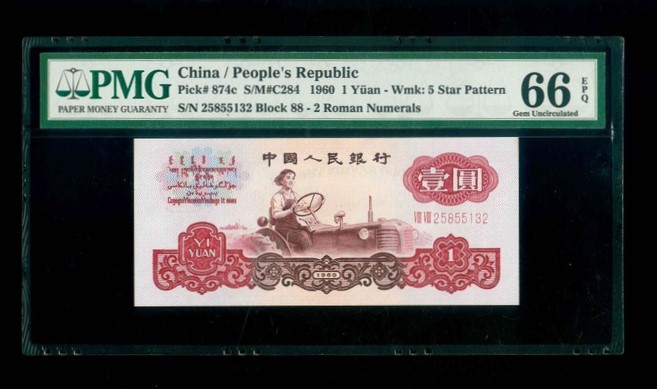 PMG
PAPER MONEY GUARANTY
China / People's Republic
Pick# 874c S/M#C284 1960 1 Yüan - Wmk: 5 Star Pattern
S/N 25855132 Block 88 - 2 Roman Numerals
66 EPQ
Gem Uncirculated
中國人民銀行
壹圓
VIII VIII 25855132
YI
YUAN
1960
1